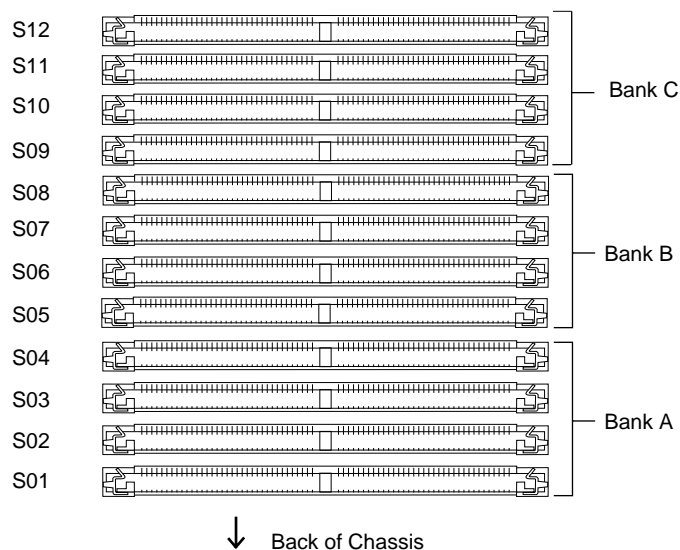 S12
S11
S10
S09
Bank C
S08
S07
S06
S05
Bank B
S04
S03
S02
S01
Bank A
Back of Chassis